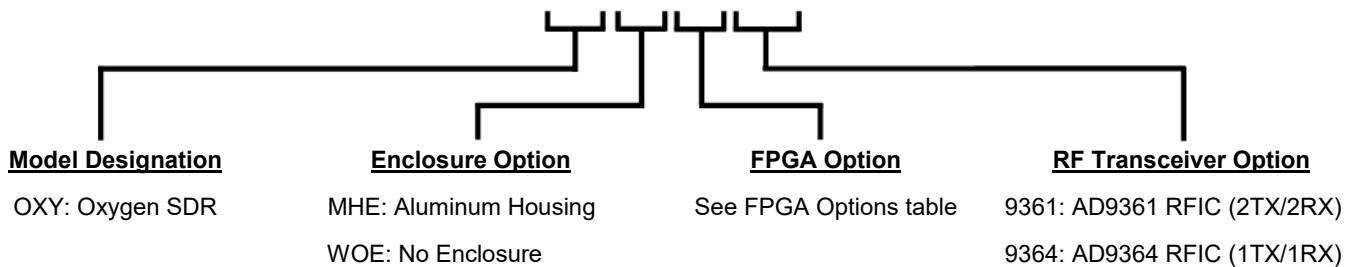 Model Designation Enclosure Option FPGA Option RF Transceiver Option
OXY: Oxygen SDR MHE: Aluminum Housing See FPGA Options table 9361: AD9361 RFIC (2TX/2RX)
WOE: No Enclosure 9364: AD9364 RFIC (1TX/1RX)